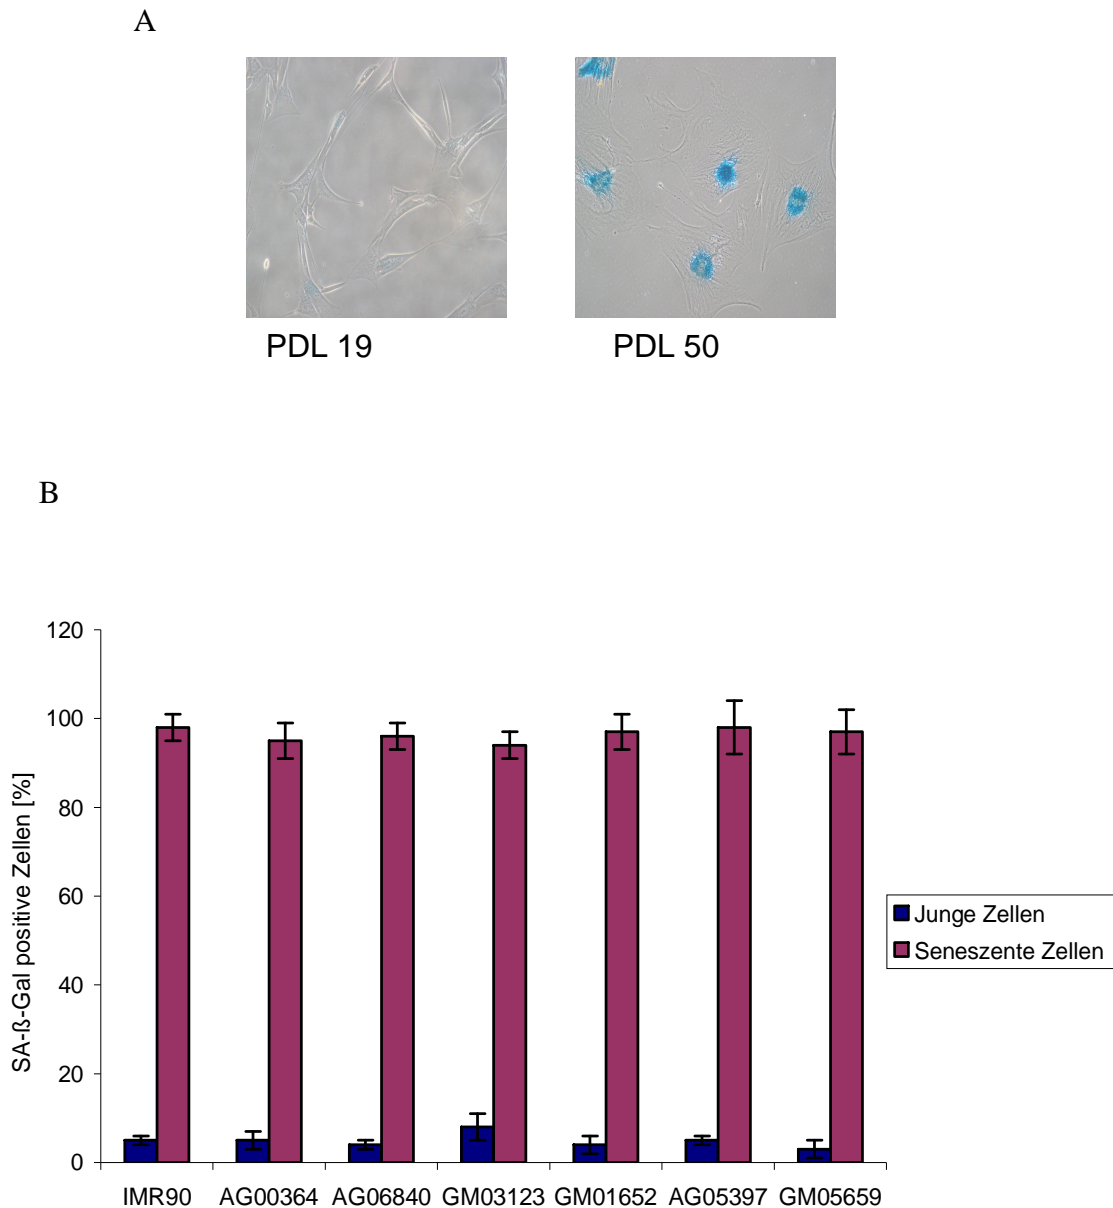 A
PDL 19 PDL 50
B
120
100
80
60
40
20
0
SA-ß-Gal positive Zellen [%]
IMR90 AG00364 AG06840 GM03123 GM01652 AG05397 GM05659
Junge Zellen
Seneszente Zellen